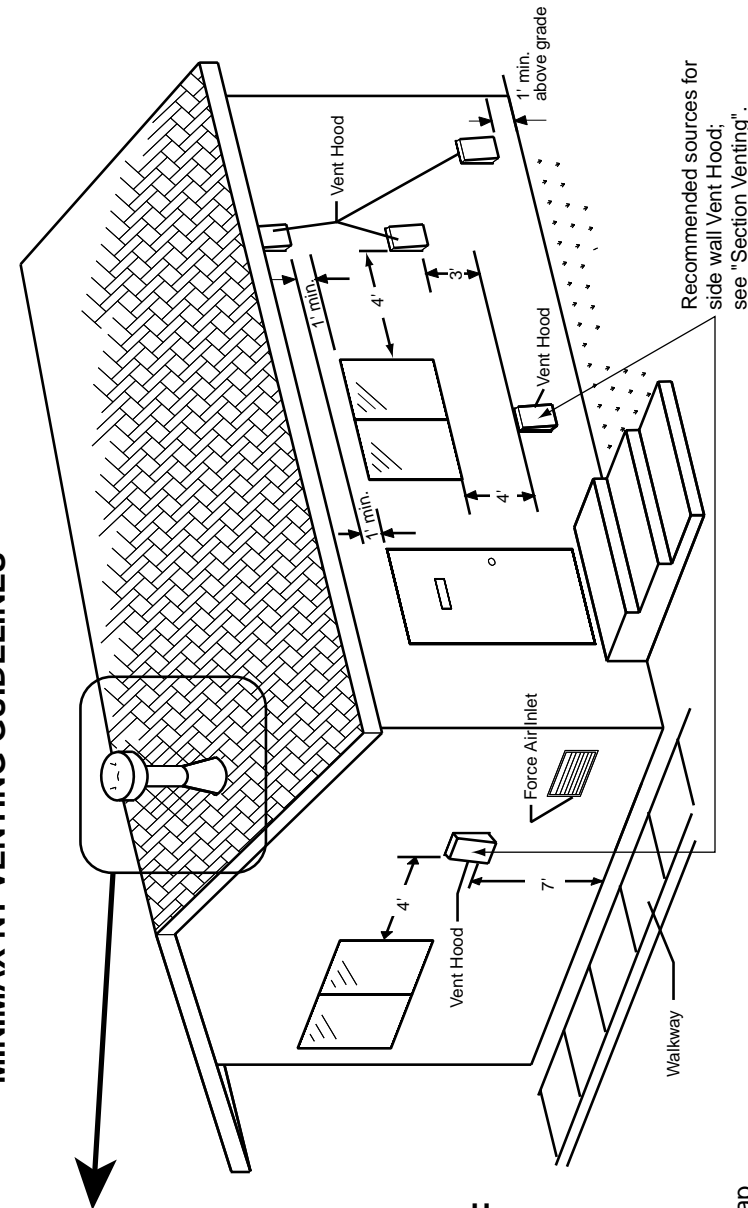 MINIMAX NT VENTING GUIDELINES
Vent Hood
1' min.
above grade
1' min.
4'
3'
Vent Hood
4'
1' min.
Recommended sources for
side wall Vent Hood;
see "Section Venting".
Force Air Inlet
4'
Vent Hood
7'
Walkway